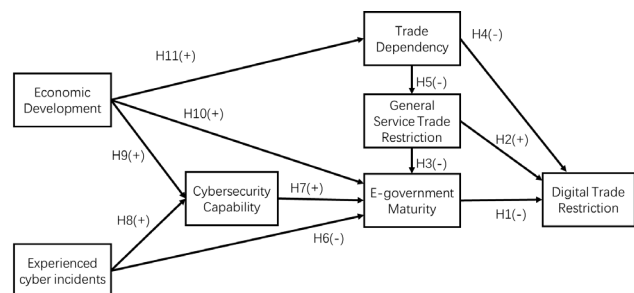 Trade
Dependency
H4(-)
H11(+)
H5(-)
Economic
Development
General
Service Trade
Restriction
H10(+)
H2(+)
H9(+)
H3(-)
Cybersecurity
Capability
H7(+)
E-government
Maturity
H1(-)
Digital Trade
Restriction
H8(+)
H6(-)
Experienced
cyber incidents